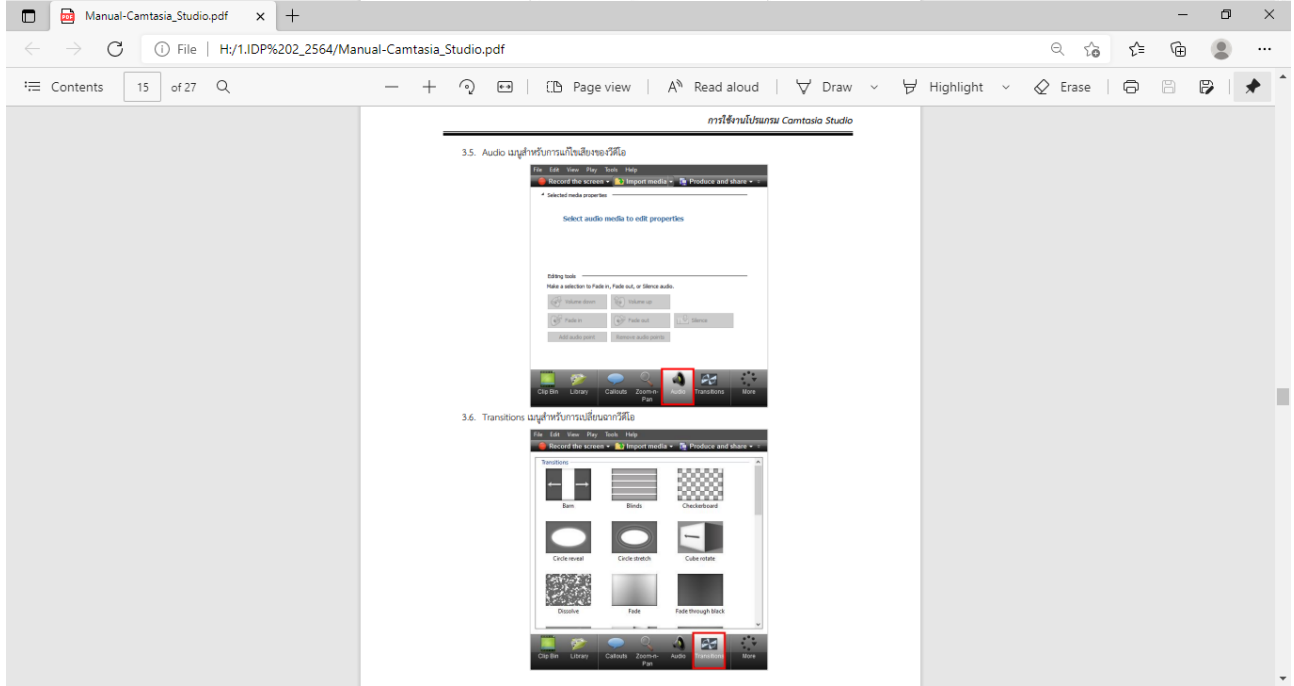 Manual-Camtasia_Studio.pdf
File H:/1.IDP%202_2564/Manual-Camtasia_Studio.pdf
Contents 15 of 27 Page view Read aloud Draw Highlight Erase
การใช้งานโปรแกรม Camtasia Studio
3.5. Audio เมนูสำหรับการแก้ไขเสียงของวีดีโอ
File Edit View Play Tools Help
Record the screen Import media Produce and share
Selected media properties
Select audio media to edit properties
Editing tools
Make a selection to Fade in, Fade out, or Silence audio.
Volume down Volume up
Fade in Fade out Silence
Add audio point Remove audio points
Clip Bin Library Callouts Zoom-n-Pan Audio Transitions More
3.6. Transitions เมนูสำหรับการเปลี่ยนฉากวีดีโอ
File Edit View Play Tools Help
Record the screen Import media Produce and share
Transitions
Barn Blinds Checkerboard
Circle reveal Circle stretch Cube rotate
Dissolve Fade Fade through black
Clip Bin Library Callouts Zoom-n-Pan Audio Transitions More